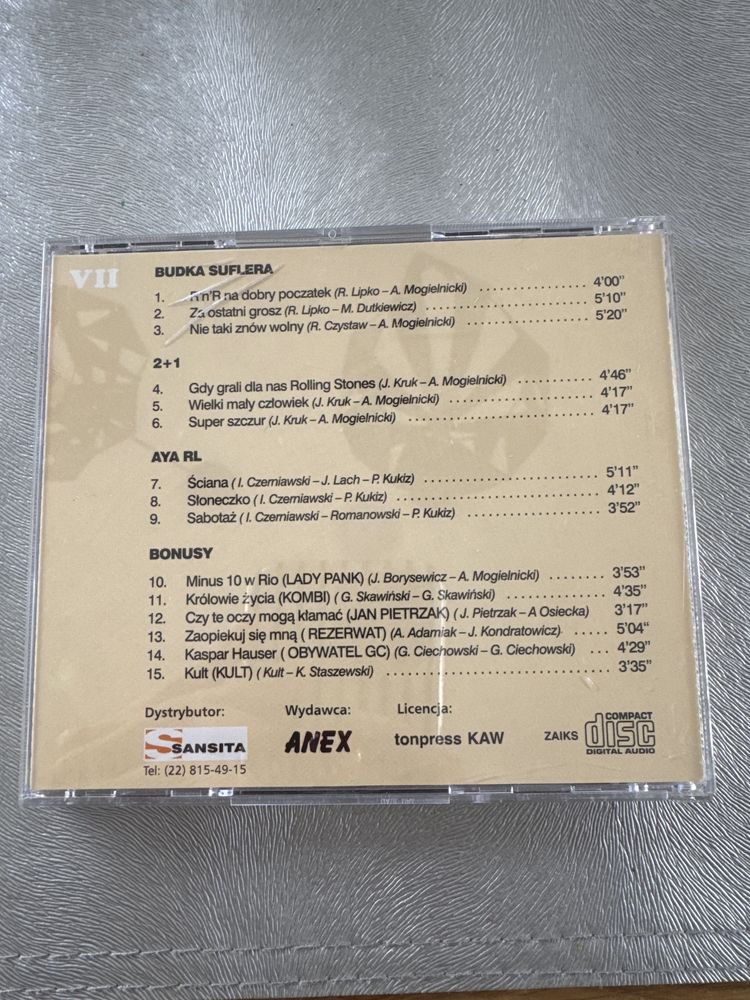 VII
BUDKA SUFLERA
1. R'n'R na dobry poczatek (R. Lipko – A. Mogielnicki) 4'00"
2. Za ostatni grosz (R. Lipko – M. Dutkiewicz) 5'10"
3. Nie taki znów wolny (R. Czystaw – A. Mogielnicki) 5'20"
2+1
4. Gdy grali dla nas Rolling Stones (J. Kruk – A. Mogielnicki) 4'46"
5. Wielki mały człowiek (J. Kruk – A. Mogielnicki) 4'17"
6. Super szczur (J. Kruk – A. Mogielnicki) 4'17"
AYA RL
7. Ściana ( I. Czerniawski – J. Lach – P. Kukiz) 5'11"
8. Słoneczko ( I. Czerniawski – P. Kukiz) 4'12"
9. Sabotaż ( I. Czerniawski – Romanowski – P. Kukiz) 3'52"
BONUSY
10. Minus 10 w Rio (LADY PANK) (J. Borysewicz – A. Mogielnicki) 3'53"
11. Królowie życia (KOMBI) ( G. Skawiński – G. Skawiński) 4'35"
12. Czy te oczy mogą kłamać (JAN PIETRZAK) ( J. Pietrzak – A Osiecka) 3'17"
13. Zaopiekuj się mną ( REZERWAT) (A. Adamiak – J. Kondratowicz) 5'04"
14. Kaspar Hauser ( OBYWATEL GC) (G. Ciechowski – G. Ciechowski) 4'29"
15. Kult (KULT) ( Kult – K. Staszewski) 3'35"
Dystrybutor: Wydawca: Licencja:
SANSITA ANEX tonpress KAW ZAIKS COMPACT disc DIGITAL AUDIO
Tel: (22) 815-49-15